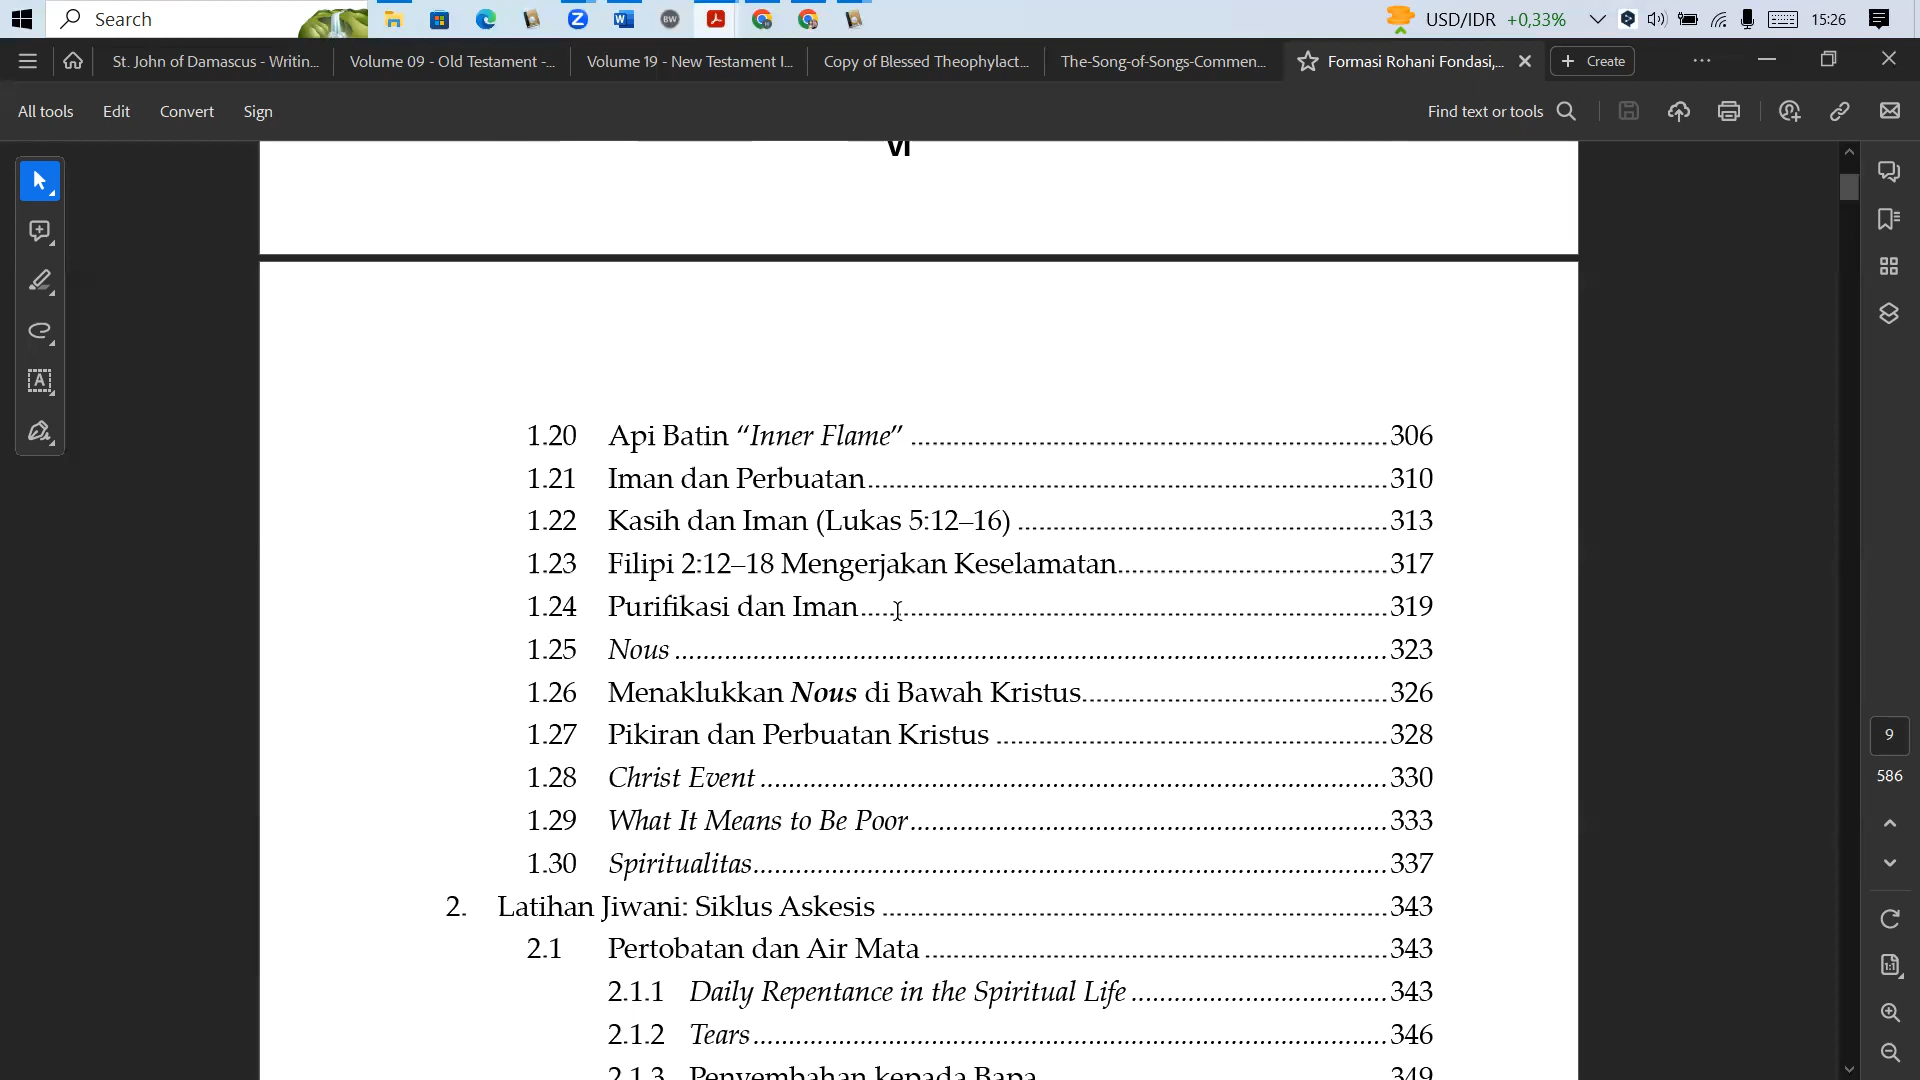 Search
USD/IDR +0,33%
15:26
St. John of Damascus - Writin...
Volume 09 - Old Testament -...
Volume 19 - New Testament I...
Copy of Blessed Theophylact...
The-Song-of-Songs-Commen...
Formasi Rohani Fondasi,...
Create
All tools
Edit
Convert
Sign
Find text or tools
vi
1.20 Api Batin “Inner Flame” 306
1.21 Iman dan Perbuatan 310
1.22 Kasih dan Iman (Lukas 5:12–16) 313
1.23 Filipi 2:12–18 Mengerjakan Keselamatan 317
1.24 Purifikasi dan Iman 319
1.25 Nous 323
1.26 Menaklukkan Nous di Bawah Kristus 326
1.27 Pikiran dan Perbuatan Kristus 328
1.28 Christ Event 330
1.29 What It Means to Be Poor 333
1.30 Spiritualitas 337
2. Latihan Jiwani: Siklus Askesis 343
2.1 Pertobatan dan Air Mata 343
2.1.1 Daily Repentance in the Spiritual Life 343
2.1.2 Tears 346
2.1.3 Penyembahan kepada Bapa 349
9
586